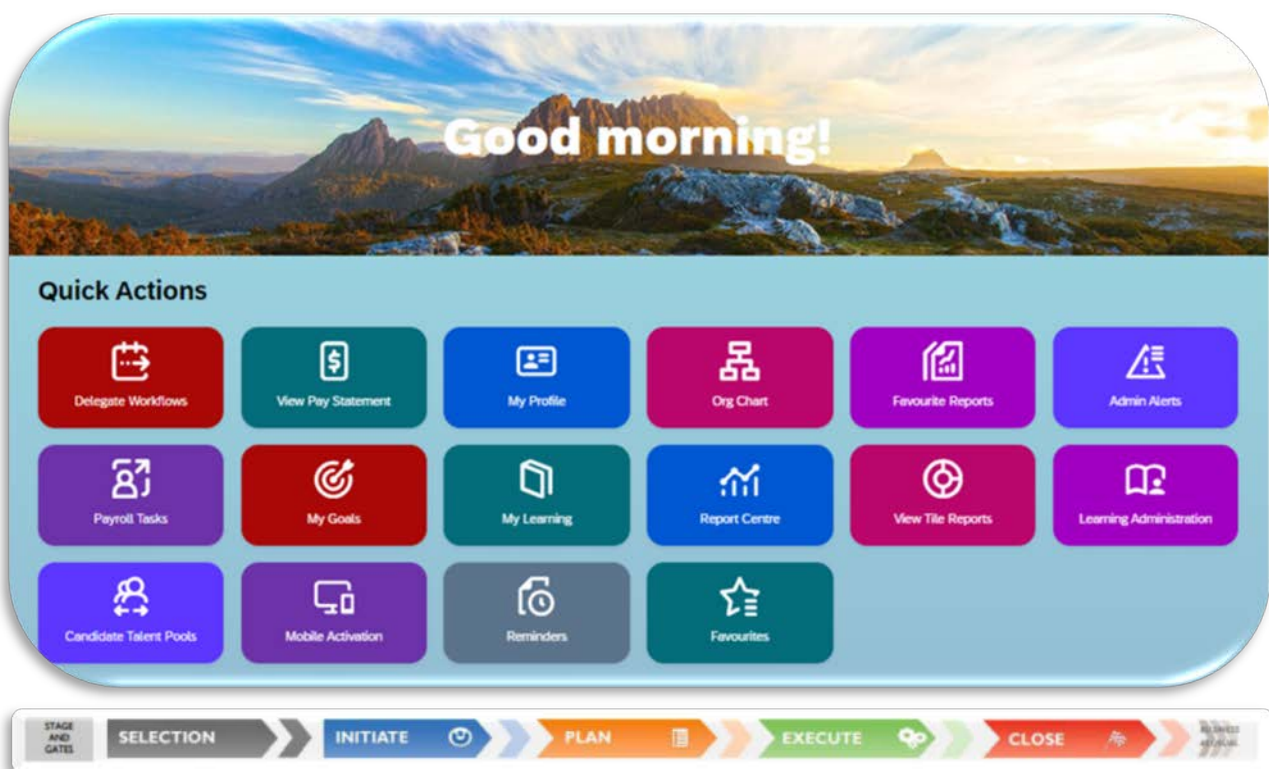 Good morning!
Quick Actions
Delegate Workflows
View Pay Statement
My Profile
Org Chart
Favourite Reports
Admin Alerts
Payroll Tasks
My Goals
My Learning
Report Centre
View Tile Reports
Learning Administration
Candidate Talent Pools
Mobile Activation
Reminders
Favourites
STAGE
AND
GATES
SELECTION
INITIATE
PLAN
EXECUTE
CLOSE